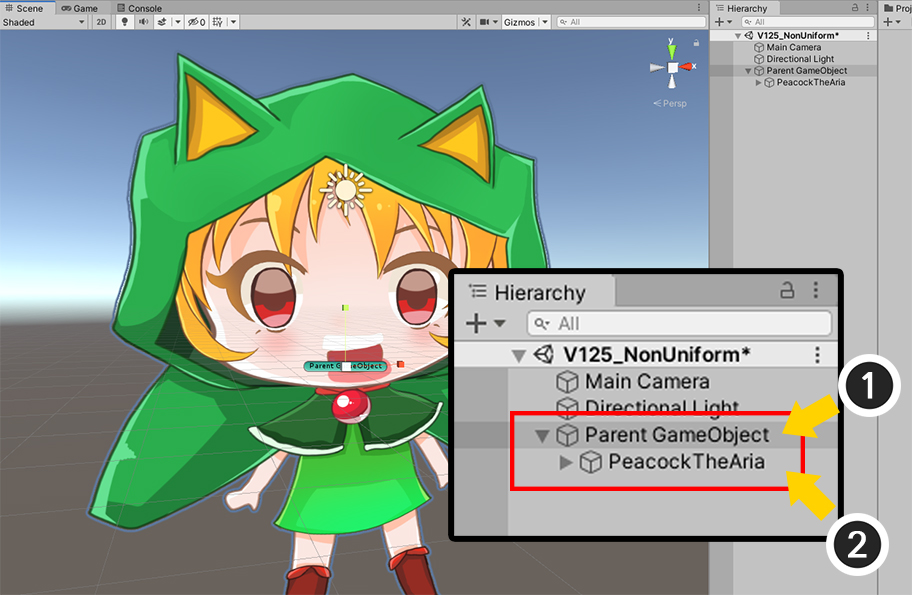 Scene
Game
Console
Shaded
2D
0
Gizmos
All
y
x
Persp
Parent GameObject
Hierarchy
All
V125_NonUniform*
Main Camera
Directional Light
Parent GameObject
PeacockTheAria
Proj
Hierarchy
All
V125_NonUniform*
Main Camera
Directional Light
Parent GameObject
PeacockTheAria
1
2